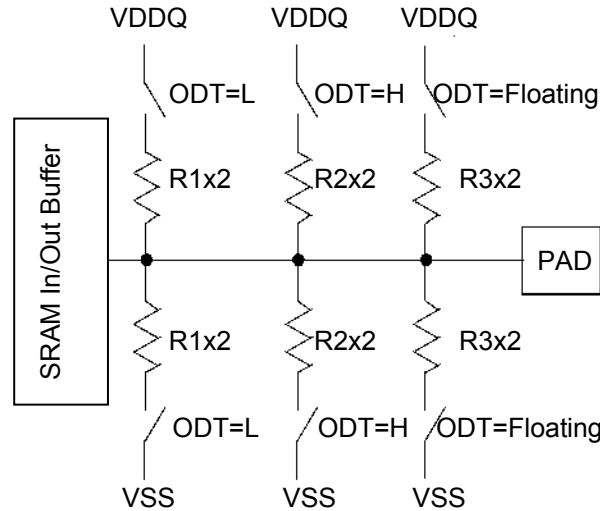 VDDQ VDDQ VDDQ
ODT=L ODT=H ODT=Floating
R1x2 R2x2 R3x2
SRAM In/Out Buffer
PAD
R1x2 R2x2 R3x2
ODT=L ODT=H ODT=Floating
VSS VSS VSS